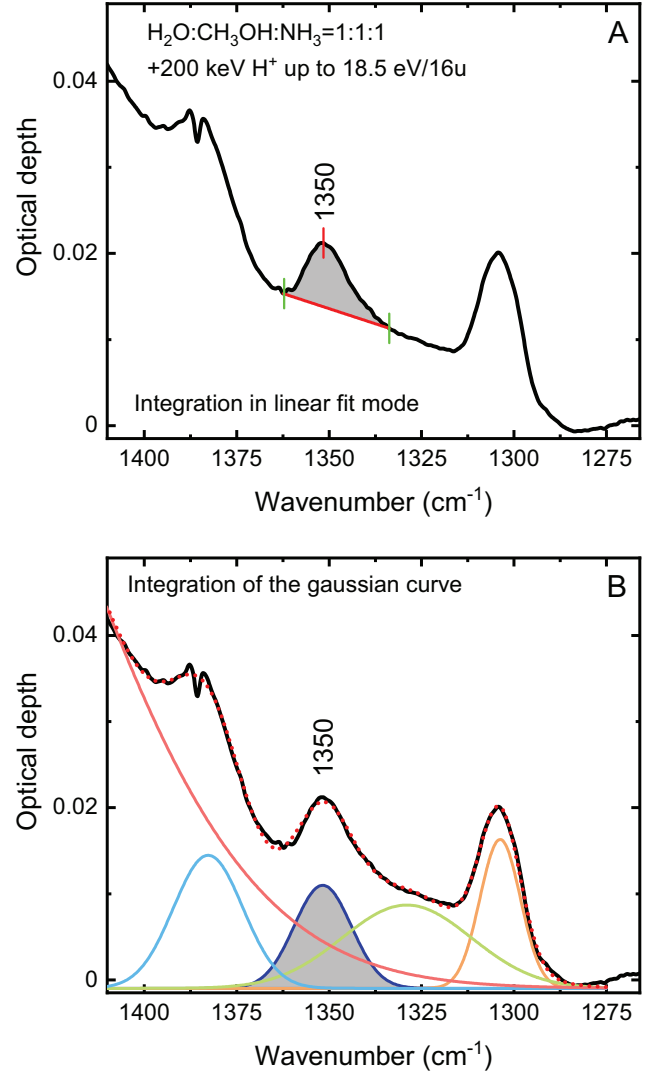 H₂O:CH₃OH:NH₃=1:1:1
A
+200 keV H⁺ up to 18.5 eV/16u
0.04
0.02
0
Optical depth
1350
Integration in linear fit mode
1400 1375 1350 1325 1300 1275
Wavenumber (cm⁻¹)
Integration of the gaussian curve
B
0.04
0.02
0
Optical depth
1350
1400 1375 1350 1325 1300 1275
Wavenumber (cm⁻¹)